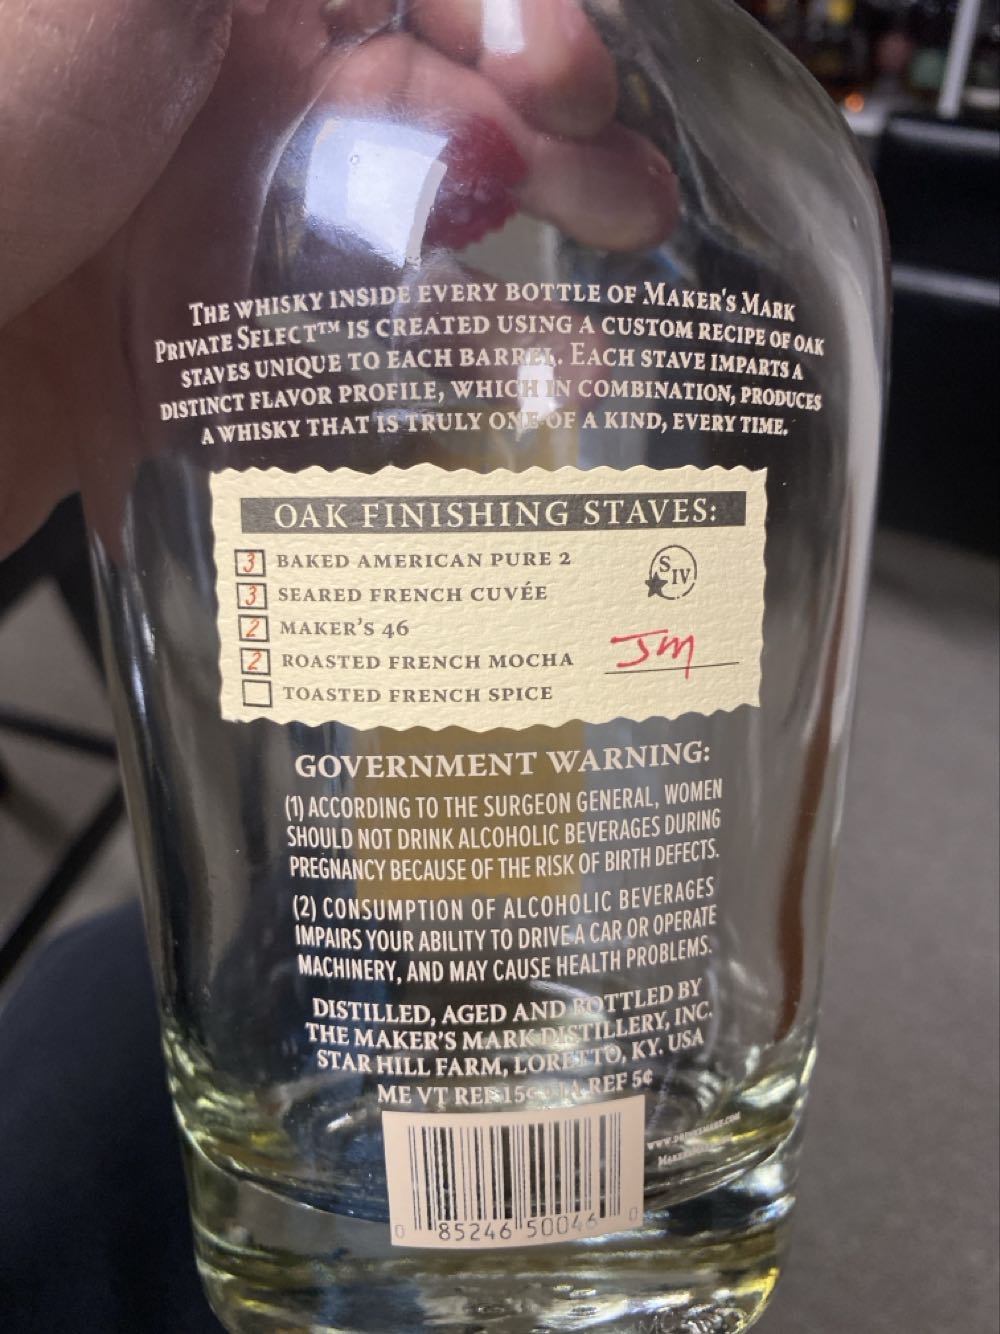 THE WHISKY INSIDE EVERY BOTTLE OF MAKER'S MARK
PRIVATE SELECT™ IS CREATED USING A CUSTOM RECIPE OF OAK
STAVES UNIQUE TO EACH BARREL. EACH STAVE IMPARTS A
DISTINCT FLAVOR PROFILE, WHICH IN COMBINATION, PRODUCES
A WHISKY THAT IS TRULY ONE OF A KIND, EVERY TIME.
OAK FINISHING STAVES:
3 BAKED AMERICAN PURE 2
3 SEARED FRENCH CUVÉE
2 MAKER'S 46
2 ROASTED FRENCH MOCHA
TOASTED FRENCH SPICE
S IV
JM
GOVERNMENT WARNING:
(1) ACCORDING TO THE SURGEON GENERAL, WOMEN
SHOULD NOT DRINK ALCOHOLIC BEVERAGES DURING
PREGNANCY BECAUSE OF THE RISK OF BIRTH DEFECTS.
(2) CONSUMPTION OF ALCOHOLIC BEVERAGES
IMPAIRS YOUR ABILITY TO DRIVE A CAR OR OPERATE
MACHINERY, AND MAY CAUSE HEALTH PROBLEMS.
DISTILLED, AGED AND BOTTLED BY
THE MAKER'S MARK DISTILLERY, INC.
STAR HILL FARM, LORETTO, KY. USA
ME VT REF 15¢ IA REF 5¢
0 85246 50046 0